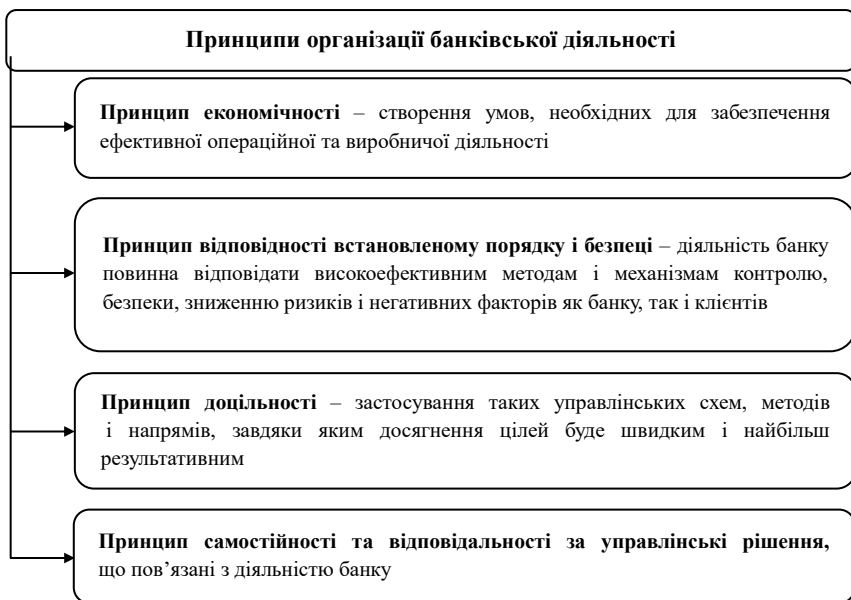 Принципи організації банківської діяльності
Принцип економічності – створення умов, необхідних для забезпечення
ефективної операційної та виробничої діяльності
Принцип відповідності встановленому порядку і безпеці – діяльність банку
повинна відповідати високоефективним методам і механізмам контролю,
безпеки, зниженню ризиків і негативних факторів як банку, так і клієнтів
Принцип доцільності – застосування таких управлінських схем, методів
і напрямів, завдяки яким досягнення цілей буде швидким і найбільш
результативним
Принцип самостійності та відповідальності за управлінські рішення,
що пов’язані з діяльністю банку